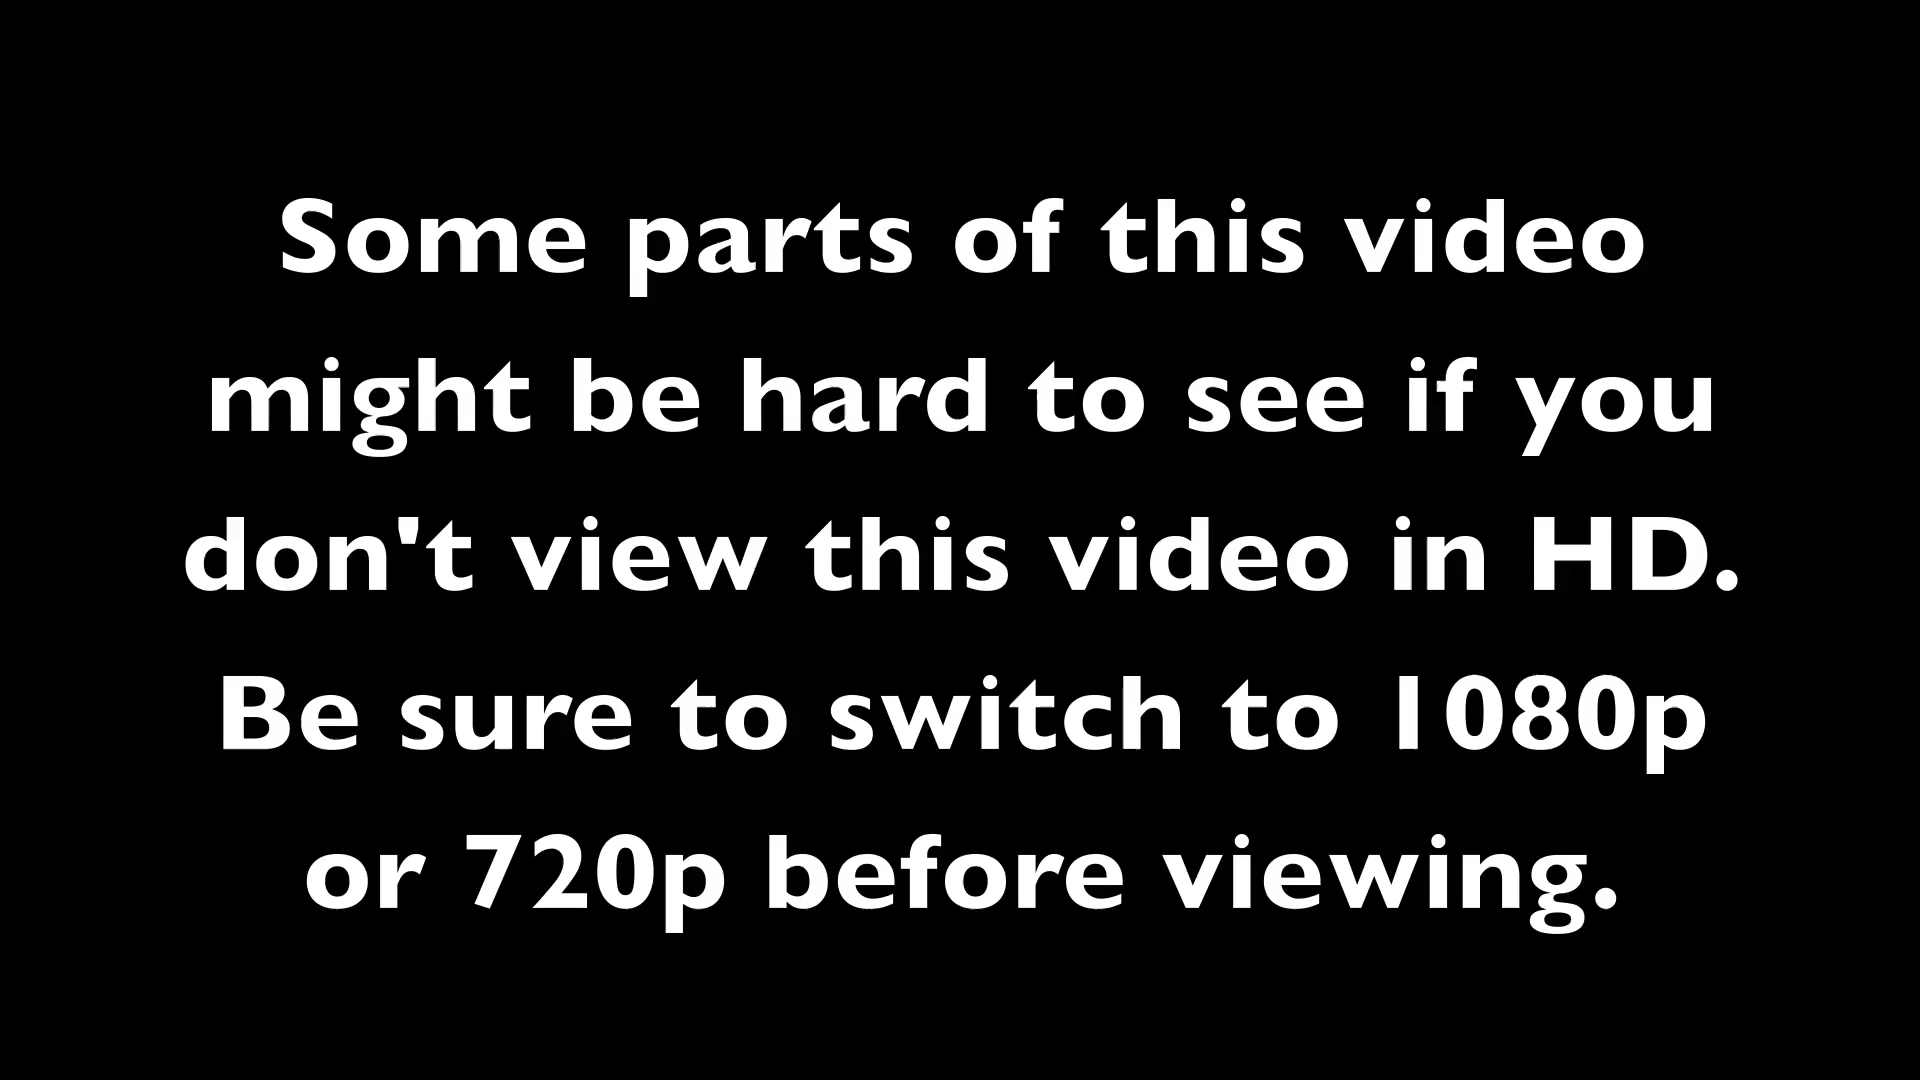 Some parts of this video
might be hard to see if you
don't view this video in HD.
Be sure to switch to 1080p
or 720p before viewing.